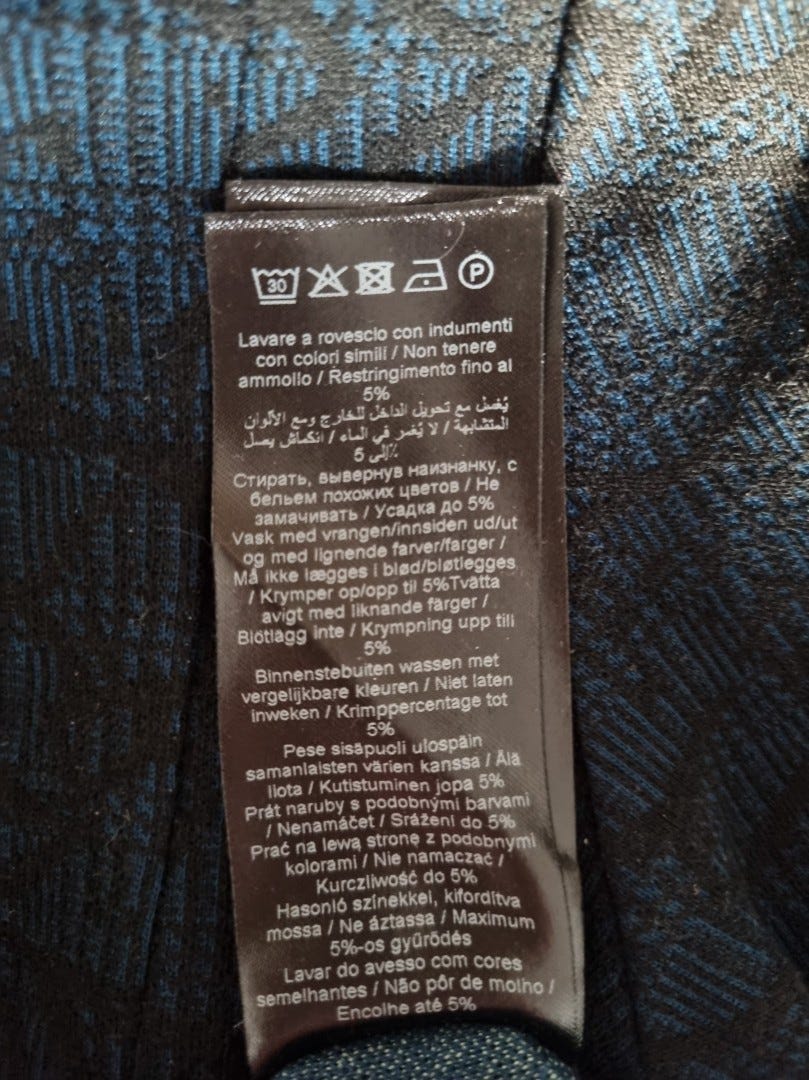 30 P
Lavare a rovescio con indumenti
con colori simili / Non tenere
ammollo / Restringimento fino al
5%
يُغسل مع تحويل الداخل للخارج ومع الألوان
المتشابهة / لا يُغمر في الماء / انكماش يصل
إلى 5٪
Стирать, вывернув наизнанку, с
бельем похожих цветов / Не
замачивать / Усадка до 5%
Vask med vrangen/innsiden ud/ut
og med lignende farver/farger /
Må ikke lægges i blød/bløtlegges
/ Krymper op/opp til 5%Tvätta
avigt med liknande färger /
Blötlägg inte / Krympning upp till
5%
Binnenstebuiten wassen met
vergelijkbare kleuren / Niet laten
inweken / Krimppercentage tot
5%
Pese sisäpuoli ulospäin
samanlaisten värien kanssa / Älä
liota / Kutistuminen jopa 5%
Prát naruby s podobnými barvami
/ Nenamáčet / Srážení do 5%
Prać na lewą stronę z podobnymi
kolorami / Nie namaczać /
Kurczliwość do 5%
Hasonló színekkel, kifordítva
mossa / Ne áztassa / Maximum
5%-os gyűrődés
Lavar do avesso com cores
semelhantes / Não pôr de molho /
Encolhe até 5%